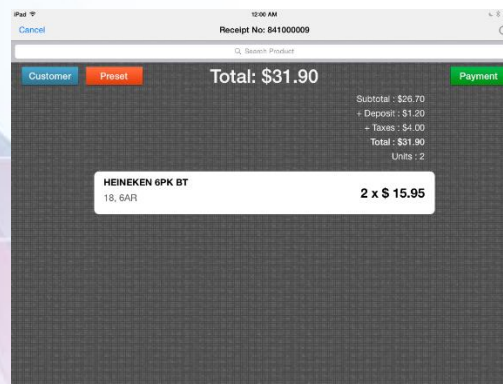 iPad
12:00 AM
Cancel
Receipt No: 841000009
Search Product
Customer
Preset
Total: $31.90
Payment
Subtotal : $26.70
+ Deposit : $1.20
+ Taxes : $4.00
Total : $31.90
Units : 2
HEINEKEN 6PK BT
18, 6AR
2 x $ 15.95